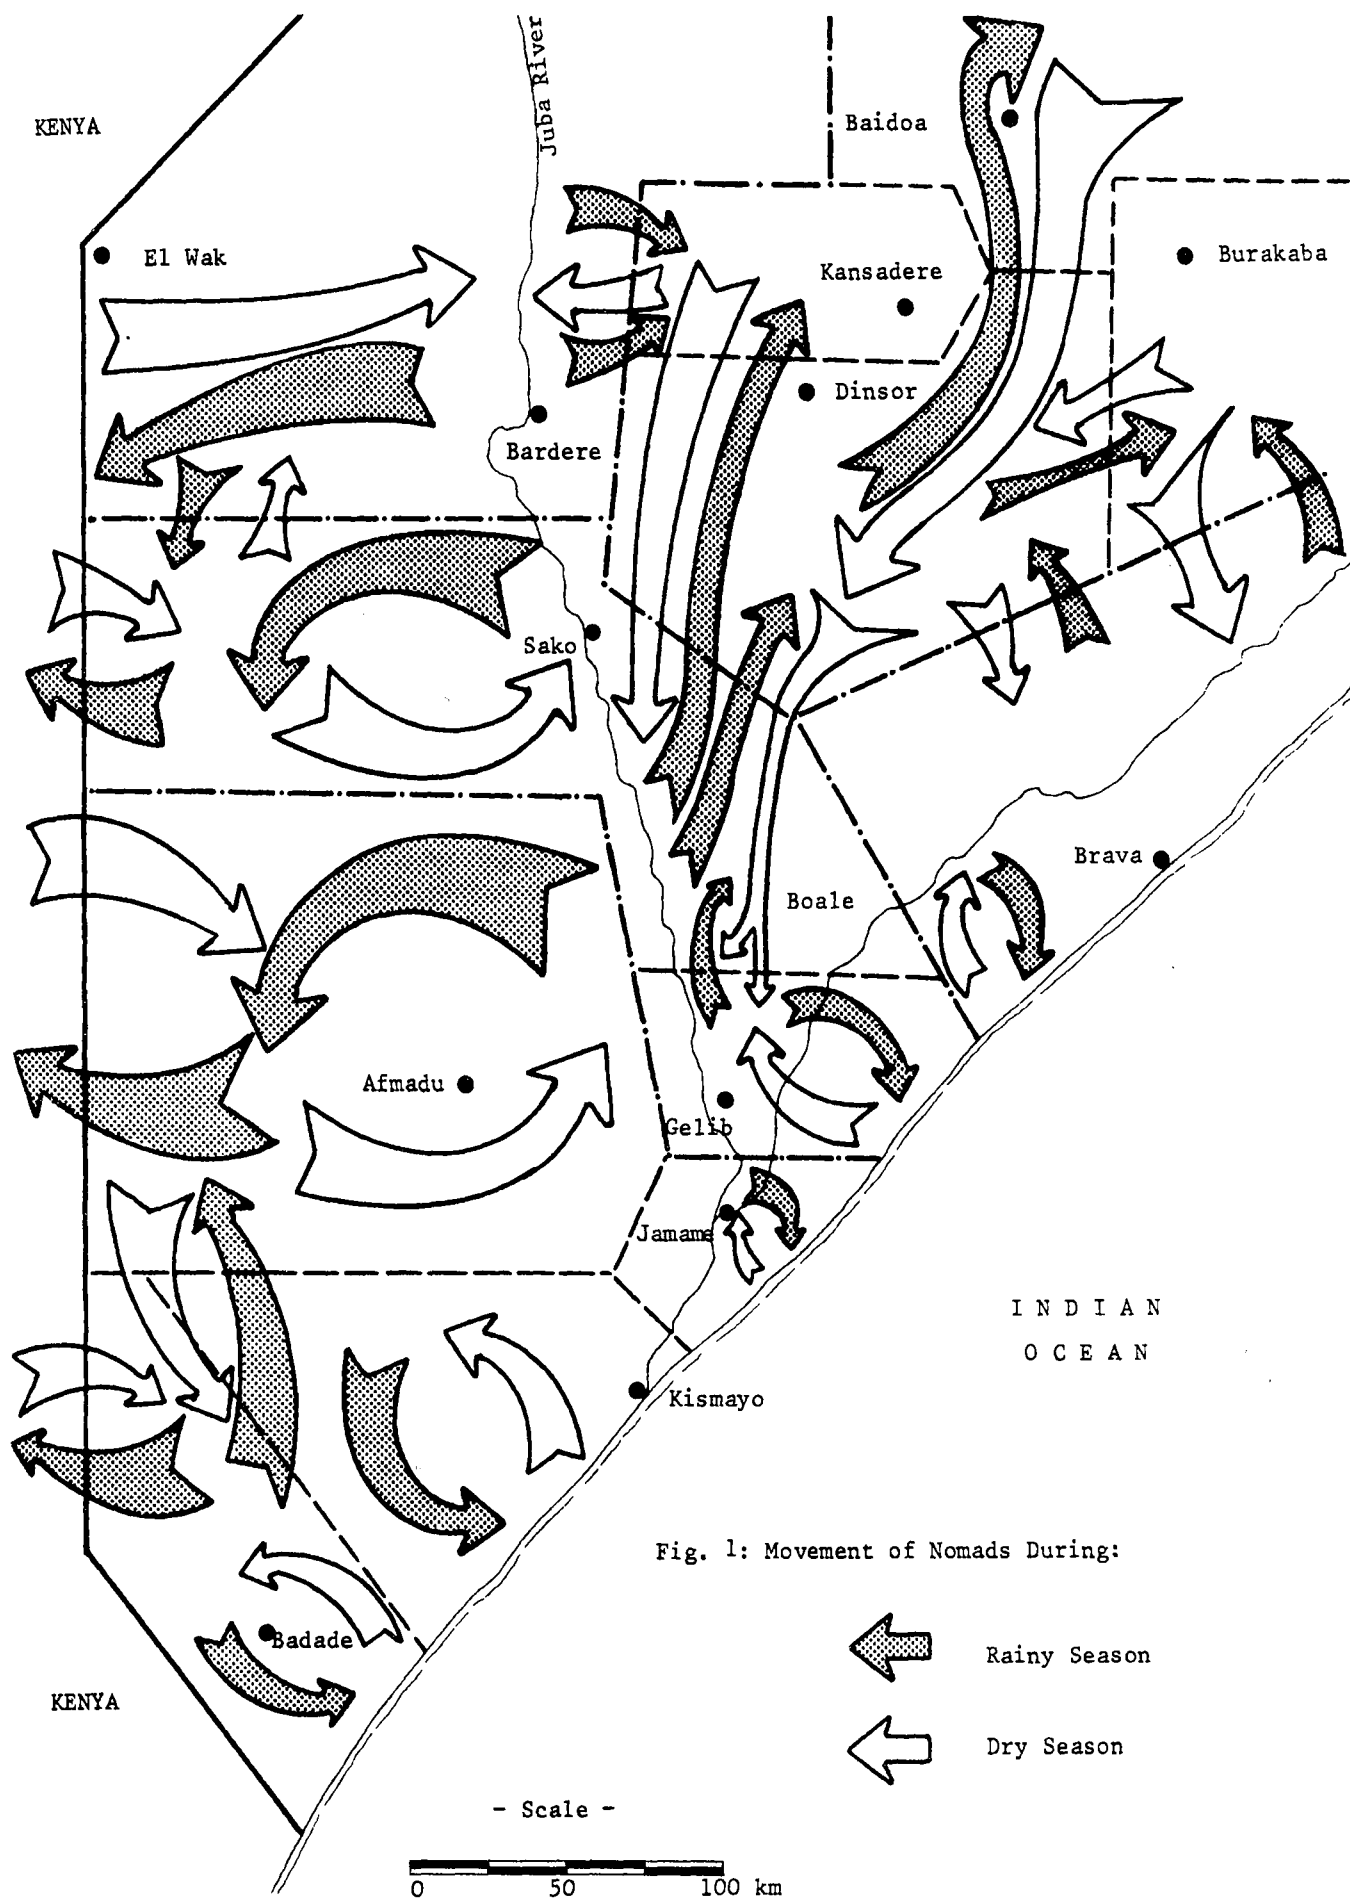 Juba River
KENYA
Baidoa
El Wak
Kansadere
Burakaba
Dinsor
Bardere
Sako
Brava
Boale
Afmadu
Gelib
Jamame
INDIAN
OCEAN
Kismayo
Fig. 1: Movement of Nomads During:
Badade
Rainy Season
KENYA
Dry Season
- Scale -
0 50 100 km